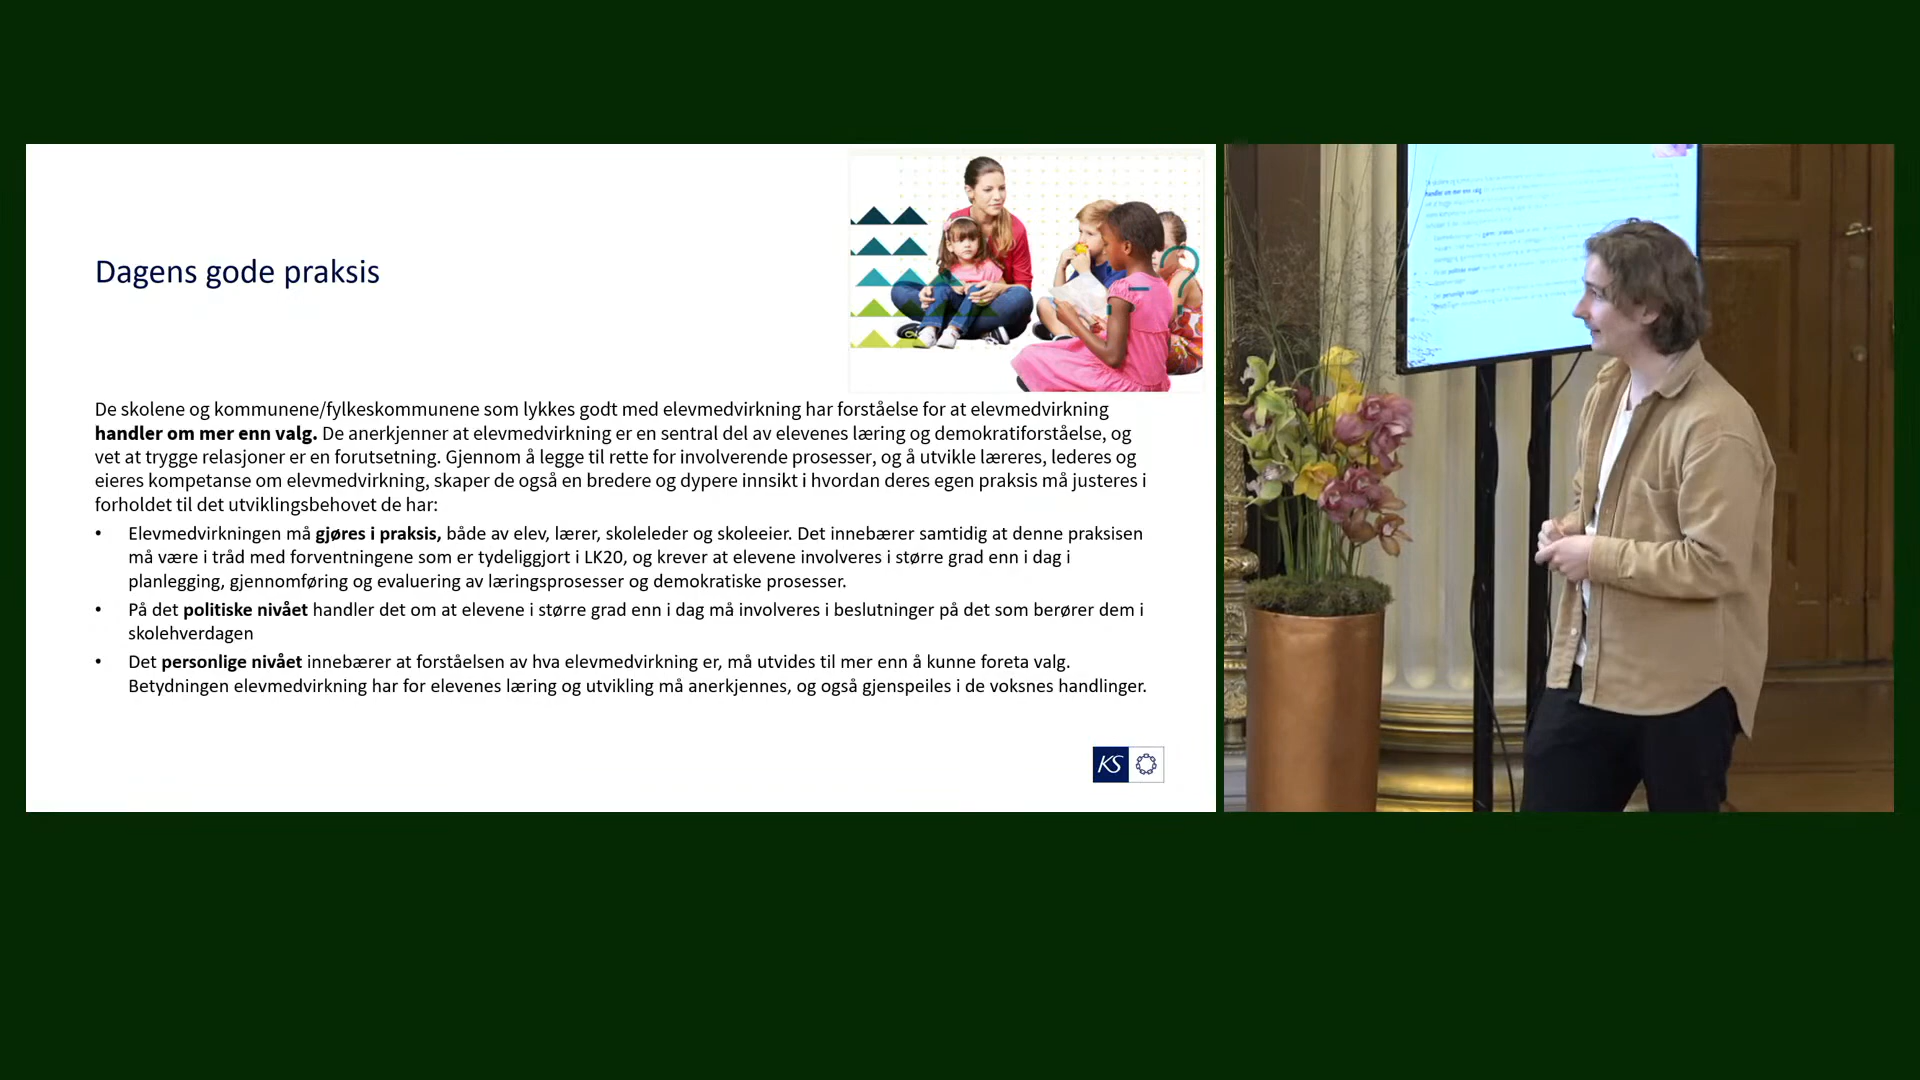 Dagens gode praksis
De skolene og kommunene/fylkeskommunene som lykkes godt med elevmedvirkning har forståelse for at elevmedvirkning
handler om mer enn valg. De anerkjenner at elevmedvirkning er en sentral del av elevenes læring og demokratiforståelse, og
vet at trygge relasjoner er en forutsetning. Gjennom å legge til rette for involverende prosesser, og å utvikle læreres, lederes og
eieres kompetanse om elevmedvirkning, skaper de også en bredere og dypere innsikt i hvordan deres egen praksis må justeres i
forholdet til det utviklingsbehovet de har:
• Elevmedvirkningen må gjøres i praksis, både av elev, lærer, skoleleder og skoleeier. Det innebærer samtidig at denne praksisen
må være i tråd med forventningene som er tydeliggjort i LK20, og krever at elevene involveres i større grad enn i dag i
planlegging, gjennomføring og evaluering av læringsprosesser og demokratiske prosesser.
• På det politiske nivået handler det om at elevene i større grad enn i dag må involveres i beslutninger på det som berører dem i
skolehverdagen
• Det personlige nivået innebærer at forståelsen av hva elevmedvirkning er, må utvides til mer enn å kunne foreta valg.
Betydningen elevmedvirkning har for elevenes læring og utvikling må anerkjennes, og også gjenspeiles i de voksnes handlinger.
KS
handler om mer enn valg